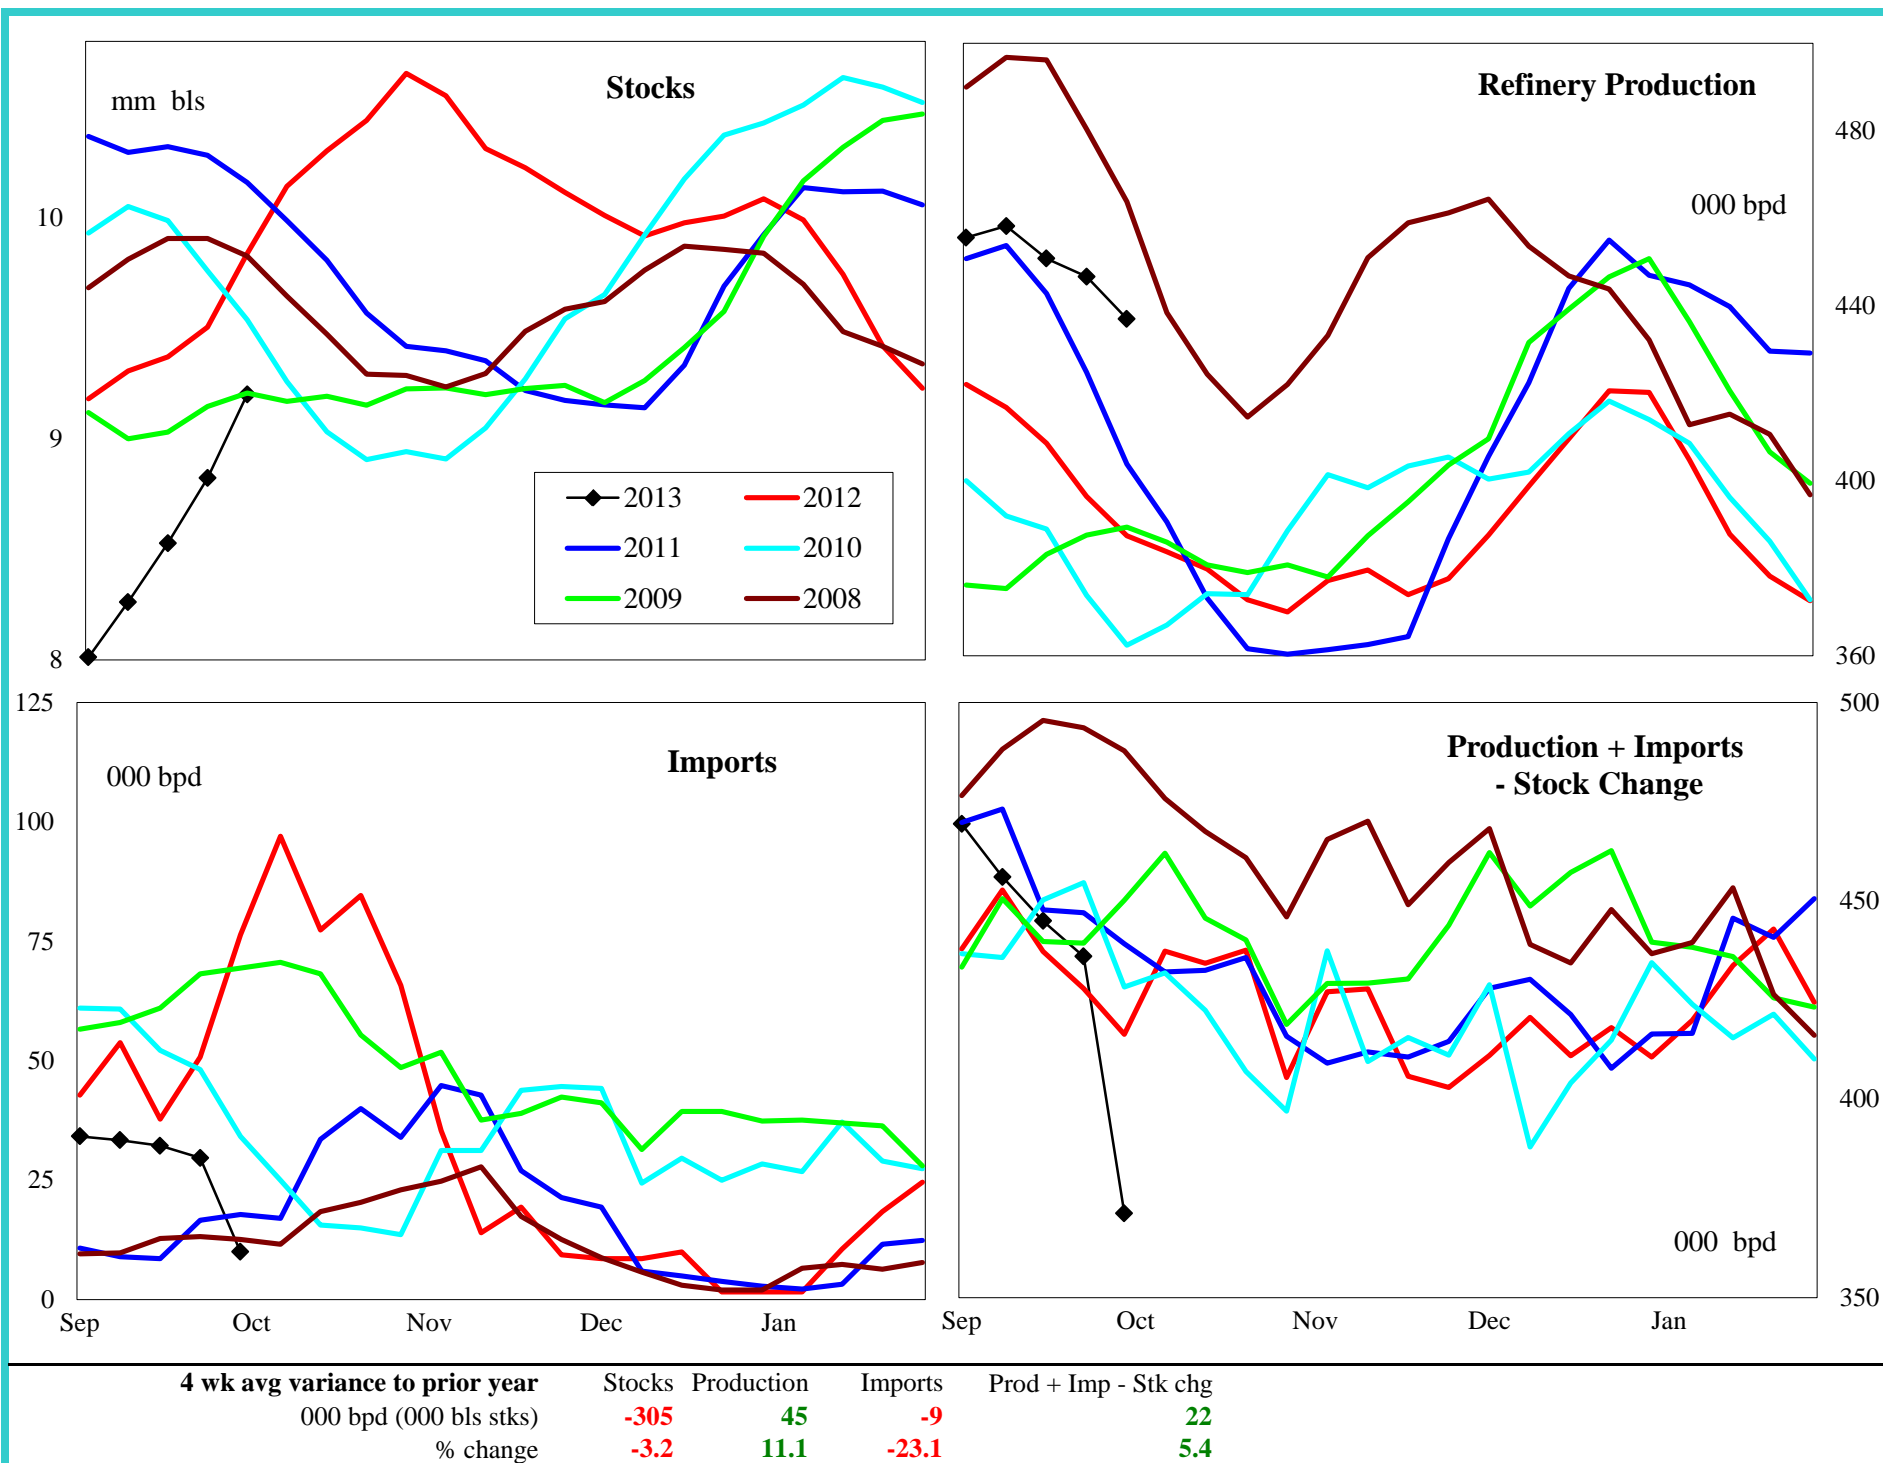 Stocks
mm bls
10
9
8
2013
2012
2011
2010
2009
2008
Refinery Production
000 bpd
480
440
400
360
Imports
000 bpd
125
100
75
50
25
0
Sep Oct Nov Dec Jan
Production + Imports
- Stock Change
000 bpd
500
450
400
350
Sep Oct Nov Dec Jan
4 wk avg variance to prior year Stocks Production Imports Prod + Imp - Stk chg
000 bpd (000 bls stks) -305 45 -9 22
% change -3.2 11.1 -23.1 5.4